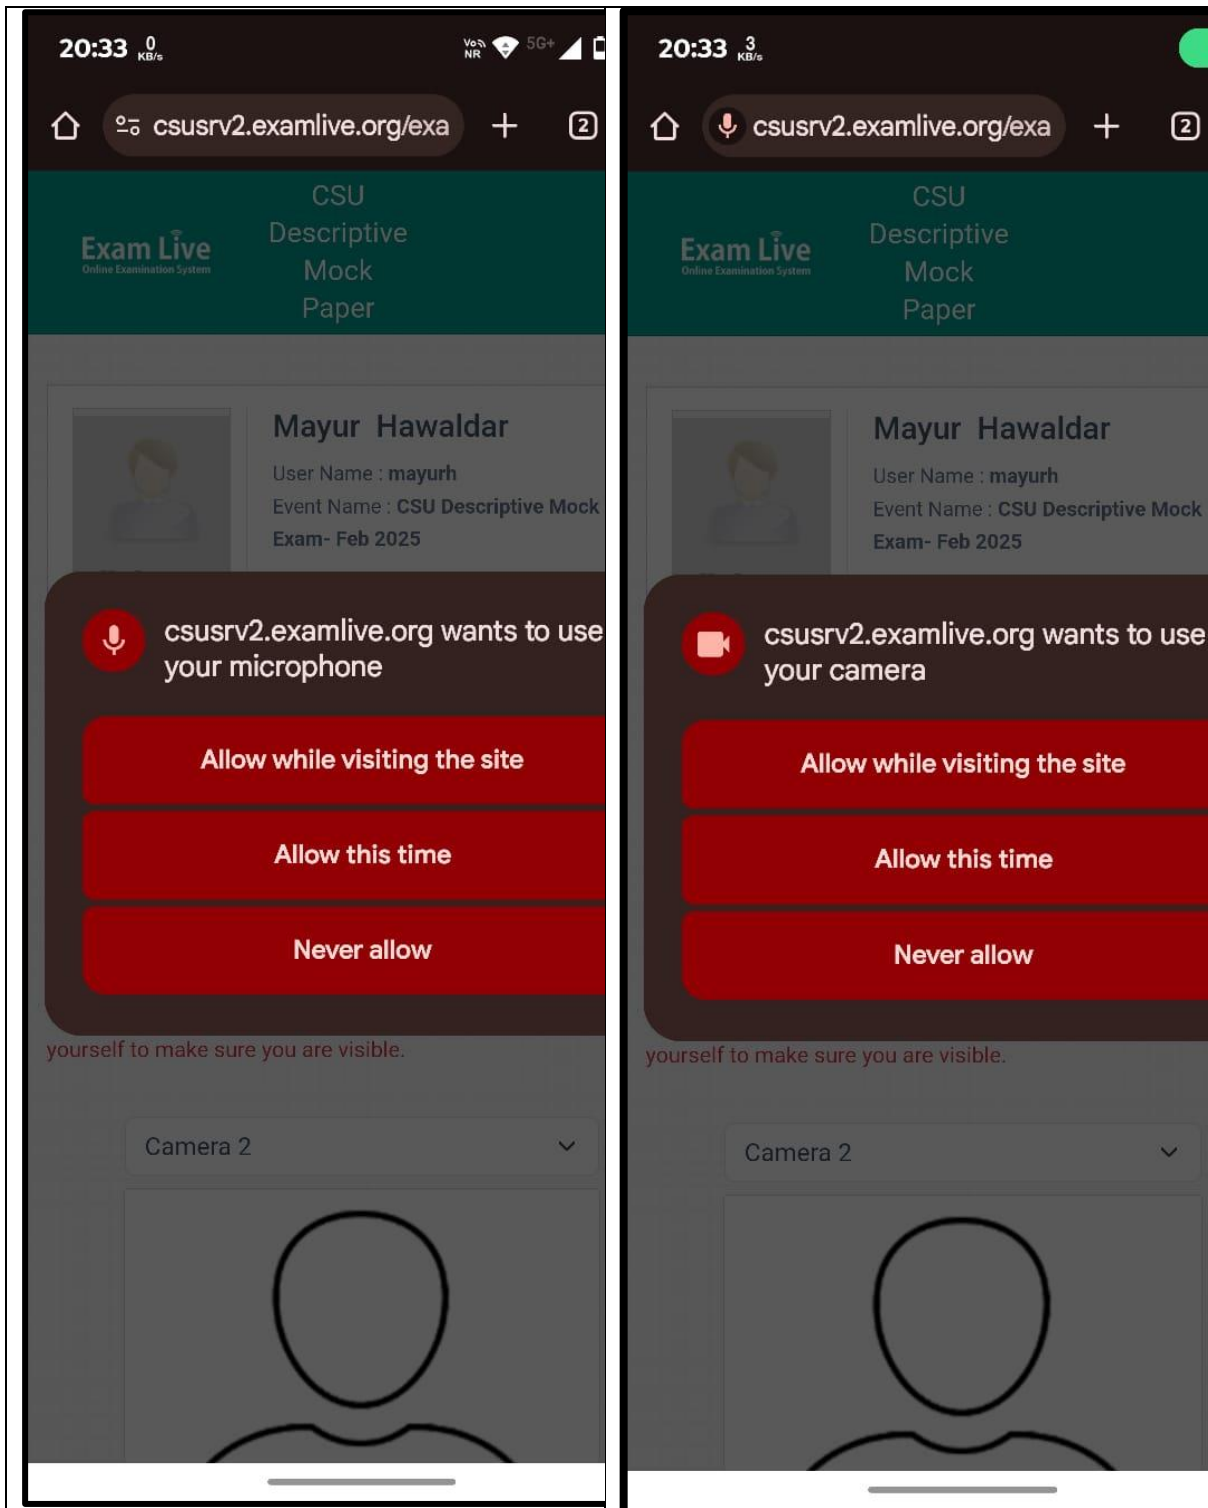 20:33 0 KB/s Vo NR 5G+
csusrv2.examlive.org/exa 2
CSU
Descriptive
Mock
Paper
Exam Live
Online Examination System
Mayur Hawaldar
User Name : mayurh
Event Name : CSU Descriptive Mock
Exam- Feb 2025
csusrv2.examlive.org wants to use
your microphone
Allow while visiting the site
Allow this time
Never allow
yourself to make sure you are visible.
Camera 2
20:33 3 KB/s
csusrv2.examlive.org/exa 2
CSU
Descriptive
Mock
Paper
Exam Live
Online Examination System
Mayur Hawaldar
User Name : mayurh
Event Name : CSU Descriptive Mock
Exam- Feb 2025
csusrv2.examlive.org wants to use
your camera
Allow while visiting the site
Allow this time
Never allow
yourself to make sure you are visible.
Camera 2